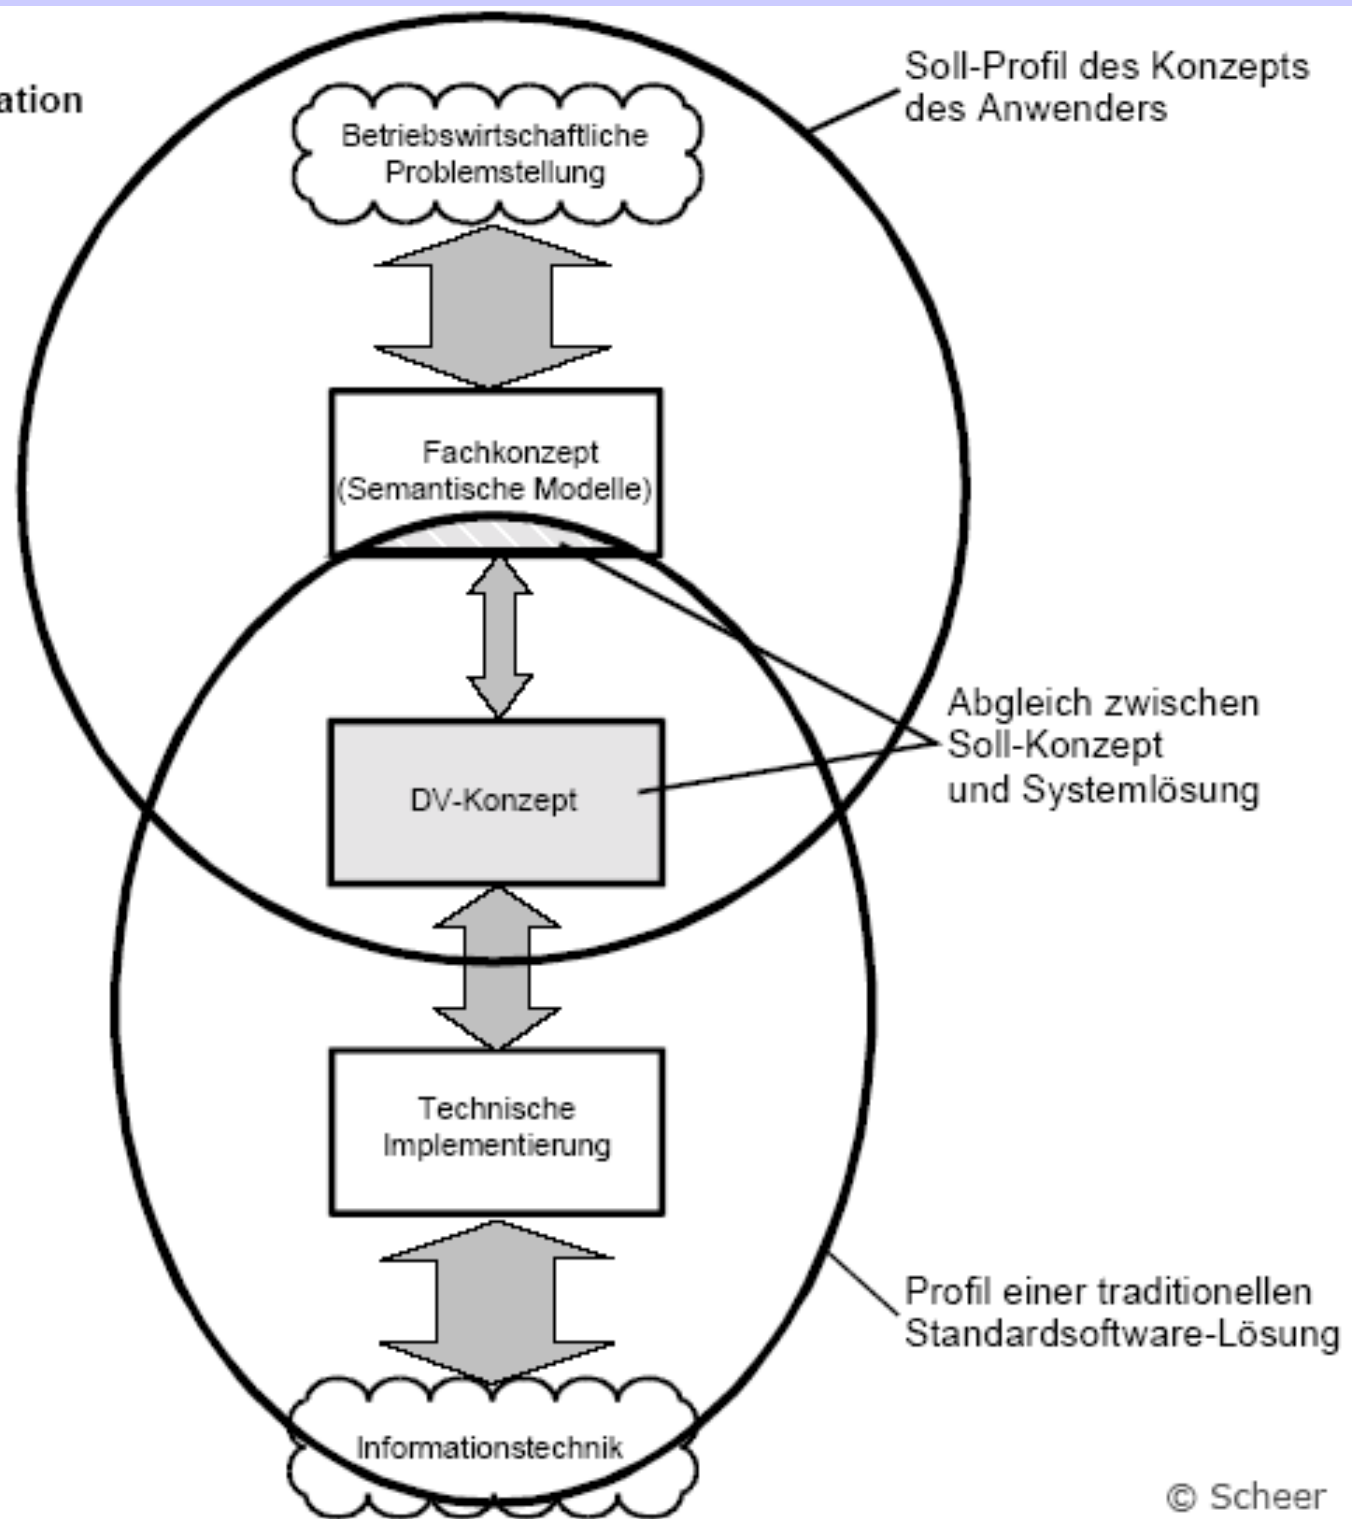 ation
Soll-Profil des Konzepts
des Anwenders
Betriebswirtschaftliche
Problemstellung
Fachkonzept
(Semantische Modelle)
Abgleich zwischen
Soll-Konzept
und Systemlösung
DV-Konzept
Technische
Implementierung
Profil einer traditionellen
Standardsoftware-Lösung
Informationstechnik
© Scheer